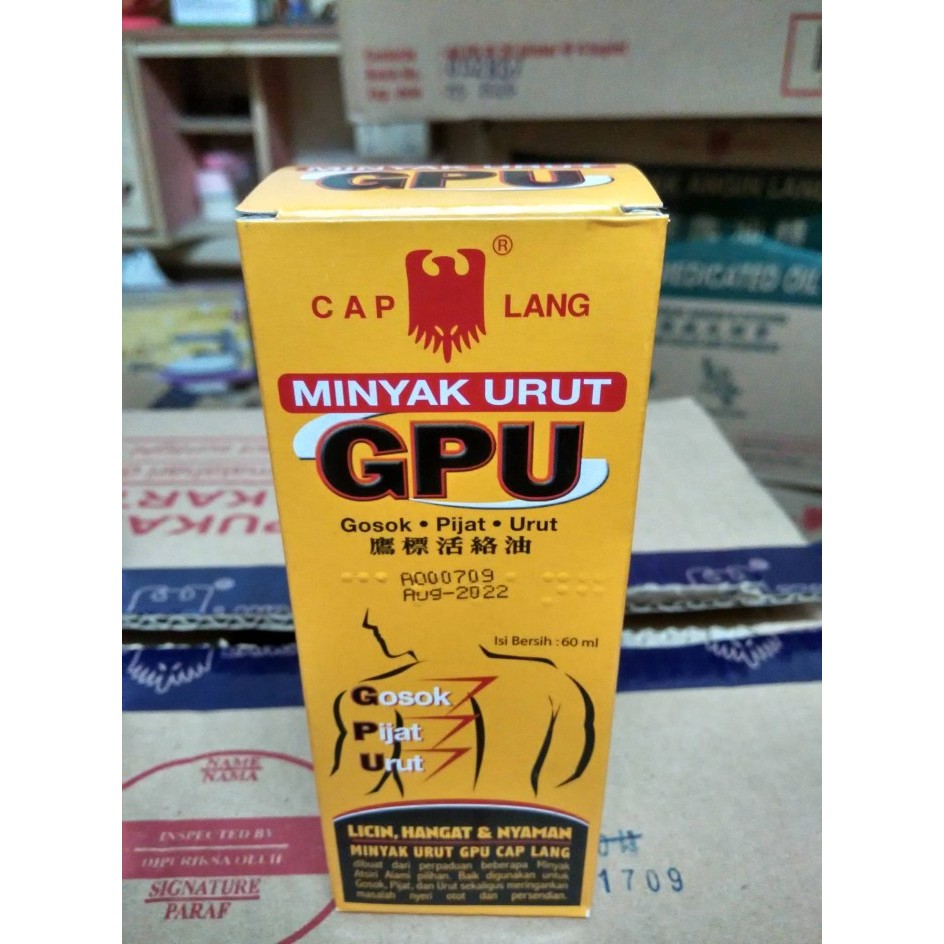 MINYAK URUT
GPU
CAP LANG
®
MINYAK URUT
GPU
Gosok • Pijat • Urut
鷹標活絡油
A000709
Aug-2022
Isi Bersih : 60 ml
Gosok
Pijat
Urut
LICIN, HANGAT & NYAMAN
MINYAK URUT GPU CAP LANG
dibuat dari perpaduan beberapa Minyak
Atsiri Alami pilihan. Baik digunakan untuk
Gosok, Pijat, dan Urut sekaligus meringankan
masalah nyeri otot dan persendian.
MEDICATED OIL
PUKA
KART
NAME
NAMA
INSPECTED BY
DIPERIKSA OLEH
SIGNATURE
PARAF
1709